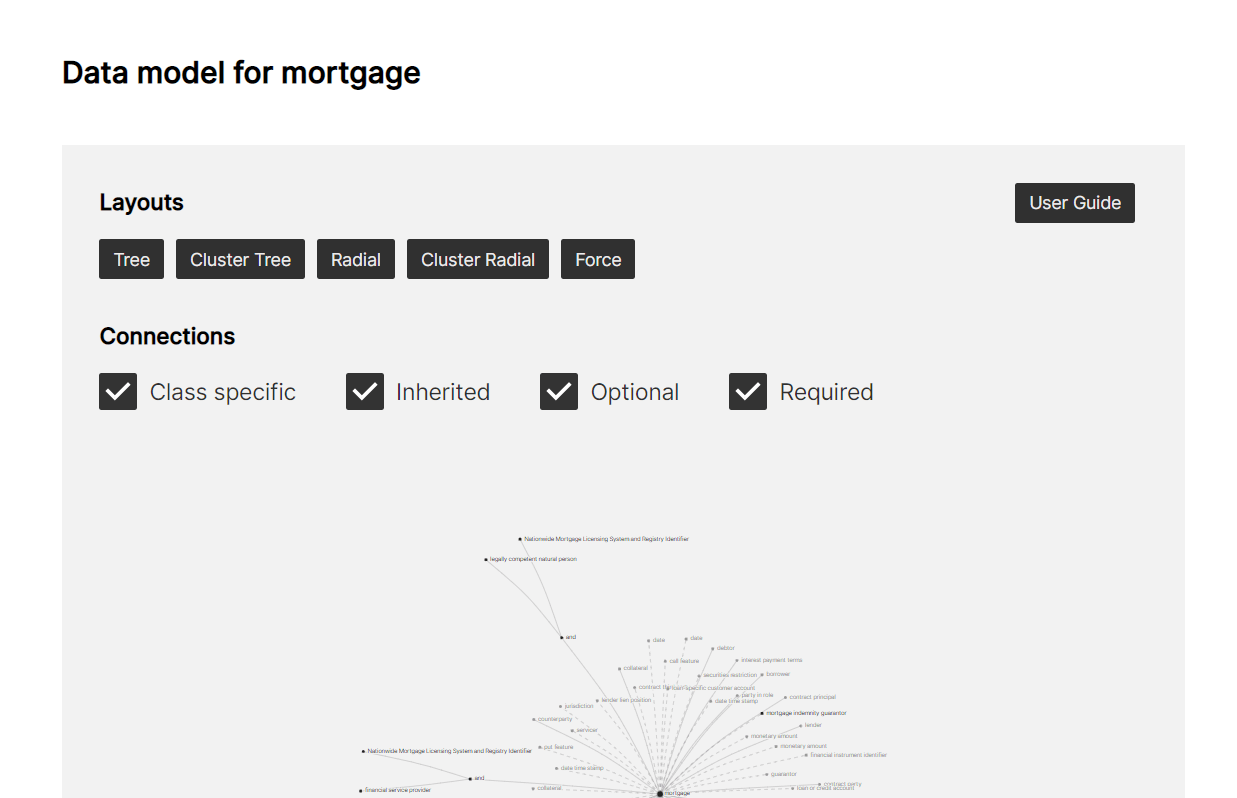 Data model for mortgage
Layouts
User Guide
Tree
Cluster Tree
Radial
Cluster Radial
Force
Connections
Class specific
Inherited
Optional
Required
Nationwide Mortgage Licensing System and Registry Identifier
legally competent natural person
and
date
date
debtor
call feature
interest payment terms
collateral
securities restriction
borrower
contract
loan-specific customer account
party in role
contract principal
lender lien position
date time stamp
jurisdiction
mortgage indemnity guarantor
counterparty
lender
servicer
monetary amount
put feature
monetary amount
Nationwide Mortgage Licensing System and Registry Identifier
financial instrument identifier
date time stamp
guarantor
and
contract party
collateral
loan or credit account
financial service provider
mortgage